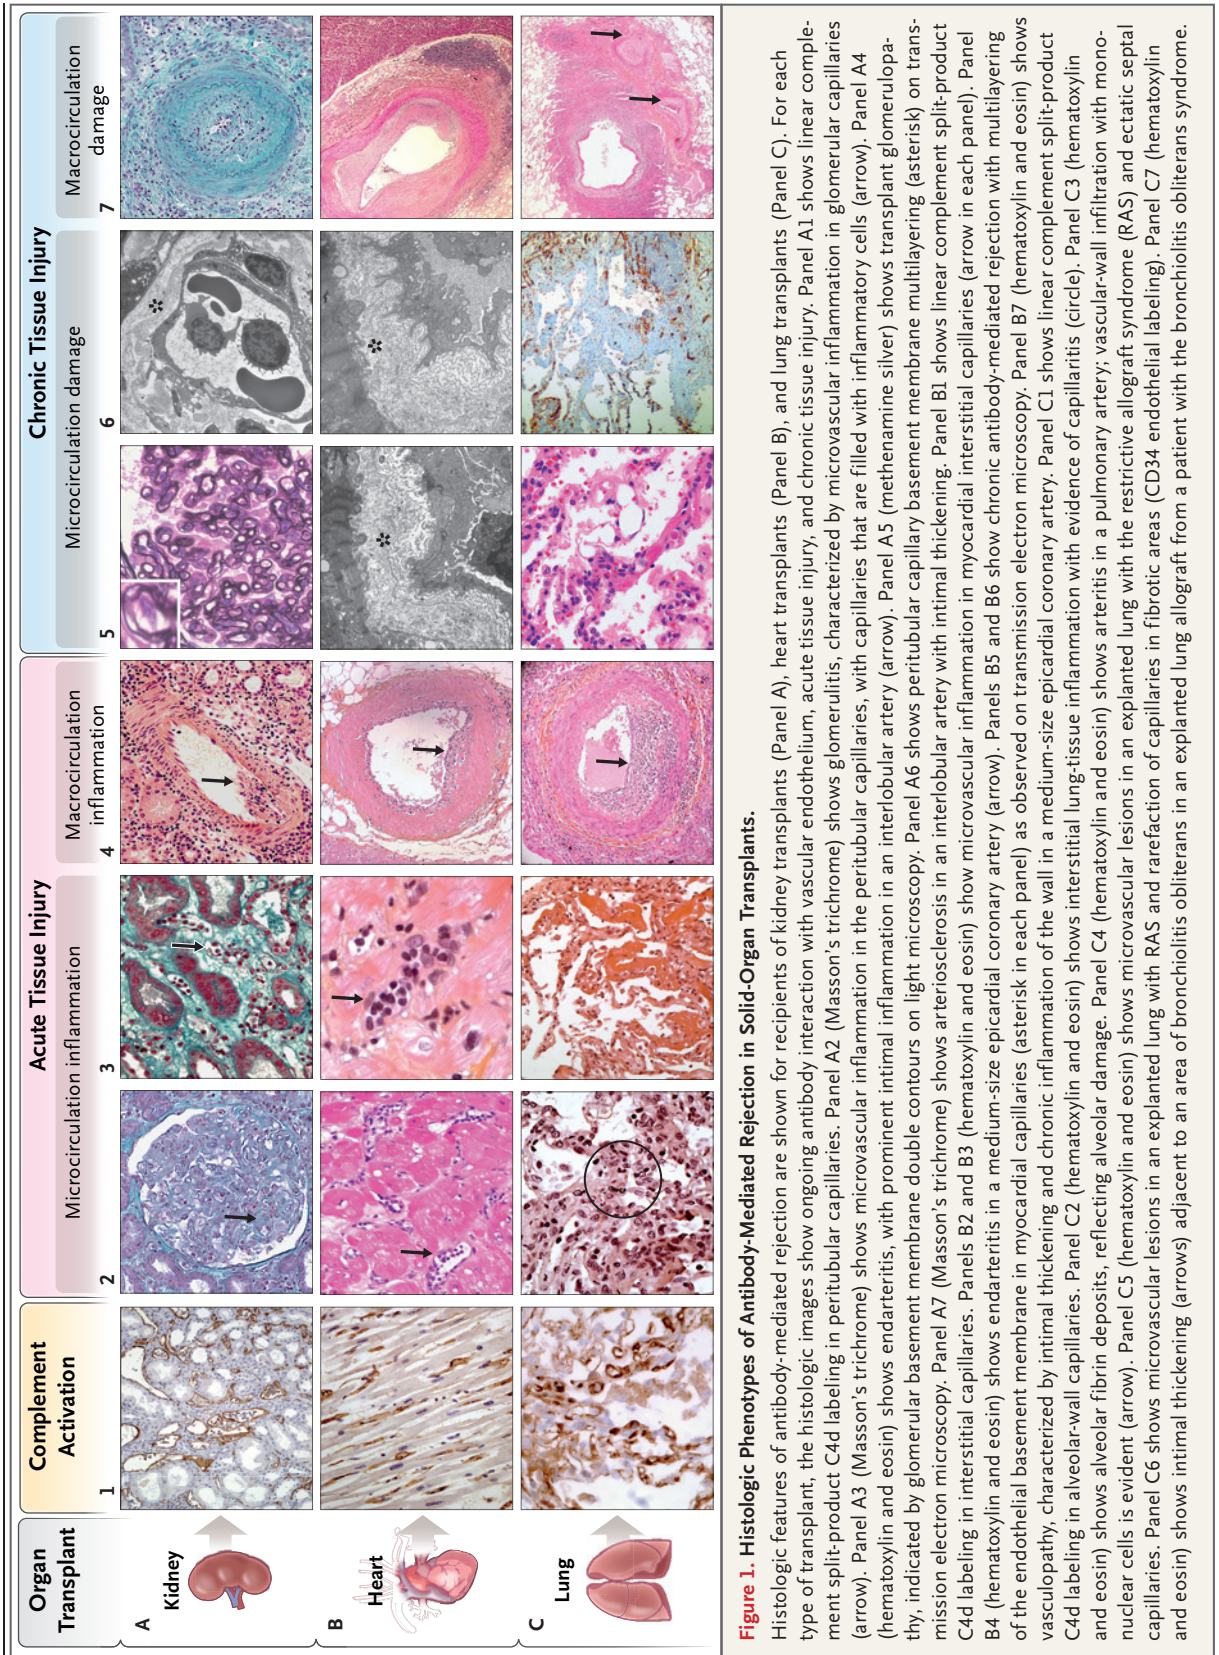 Organ
Transplant
Complement
Activation
Acute Tissue Injury
Chronic Tissue Injury
Microcirculation inflammation
Macrocirculation
inflammation
Microcirculation damage
Macrocirculation
damage
1
2
3
4
5
6
7
A
Kidney
B
Heart
C
Lung
*
*
*
Figure 1. Histologic Phenotypes of Antibody-Mediated Rejection in Solid-Organ Transplants.
Histologic features of antibody-mediated rejection are shown for recipients of kidney transplants (Panel A), heart transplants (Panel B), and lung transplants (Panel C). For each
type of transplant, the histologic images show ongoing antibody interaction with vascular endothelium, acute tissue injury, and chronic tissue injury. Panel A1 shows linear comple-
ment split-product C4d labeling in peritubular capillaries. Panel A2 (Masson's trichrome) shows glomerulitis, characterized by microvascular inflammation in glomerular capillaries
(arrow). Panel A3 (Masson's trichrome) shows microvascular inflammation in the peritubular capillaries, with capillaries that are filled with inflammatory cells (arrow). Panel A4
(hematoxylin and eosin) shows endarteritis, with prominent intimal inflammation in an interlobar artery (arrow). Panel A5 (methenamine silver) shows transplant glomerulopa-
thy, indicated by glomerular basement membrane double contours on light microscopy. Panel A6 shows peritubular capillary basement membrane multilayering (asterisk) on trans-
mission electron microscopy. Panel A7 (Masson's trichrome) shows arteriosclerosis in an interlobular artery with intimal thickening. Panel B1 shows linear complement split-product
C4d labeling in interstitial capillaries. Panels B2 and B3 (hematoxylin and eosin) show microvascular inflammation in myocardial interstitial capillaries (arrow in each panel). Panel
B4 (hematoxylin and eosin) shows endarteritis in a medium-size epicardial coronary artery (arrow). Panels B5 and B6 show chronic antibody-mediated rejection with multilayering
of the endothelial basement membrane in myocardial capillaries (asterisk in each panel) as observed on transmission electron microscopy. Panel B7 (hematoxylin and eosin) shows
vasculopathy, characterized by intimal thickening and chronic inflammation of the wall in a medium-size epicardial coronary artery. Panel C1 shows linear complement split-product
C4d labeling in alveolar-wall capillaries. Panel C2 (hematoxylin and eosin) shows interstitial lung-tissue inflammation with evidence of capillaritis (circle). Panel C3 (hematoxylin
and eosin) shows alveolar fibrin deposits, reflecting alveolar damage. Panel C4 (hematoxylin and eosin) shows arteritis in a pulmonary artery; vascular-wall infiltration with mono-
nuclear cells is evident (arrow). Panel C5 (hematoxylin and eosin) shows microvascular lesions in an explanted lung with the restrictive allograft syndrome (RAS) and ectatic septal
capillaries. Panel C6 shows microvascular lesions in an explanted lung with RAS and rarefaction of capillaries in fibrotic areas (CD34 endothelial labeling). Panel C7 (hematoxylin
and eosin) shows intimal thickening (arrows) adjacent to an area of bronchiolitis obliterans in an explanted lung allograft from a patient with the bronchiolitis obliterans syndrome.